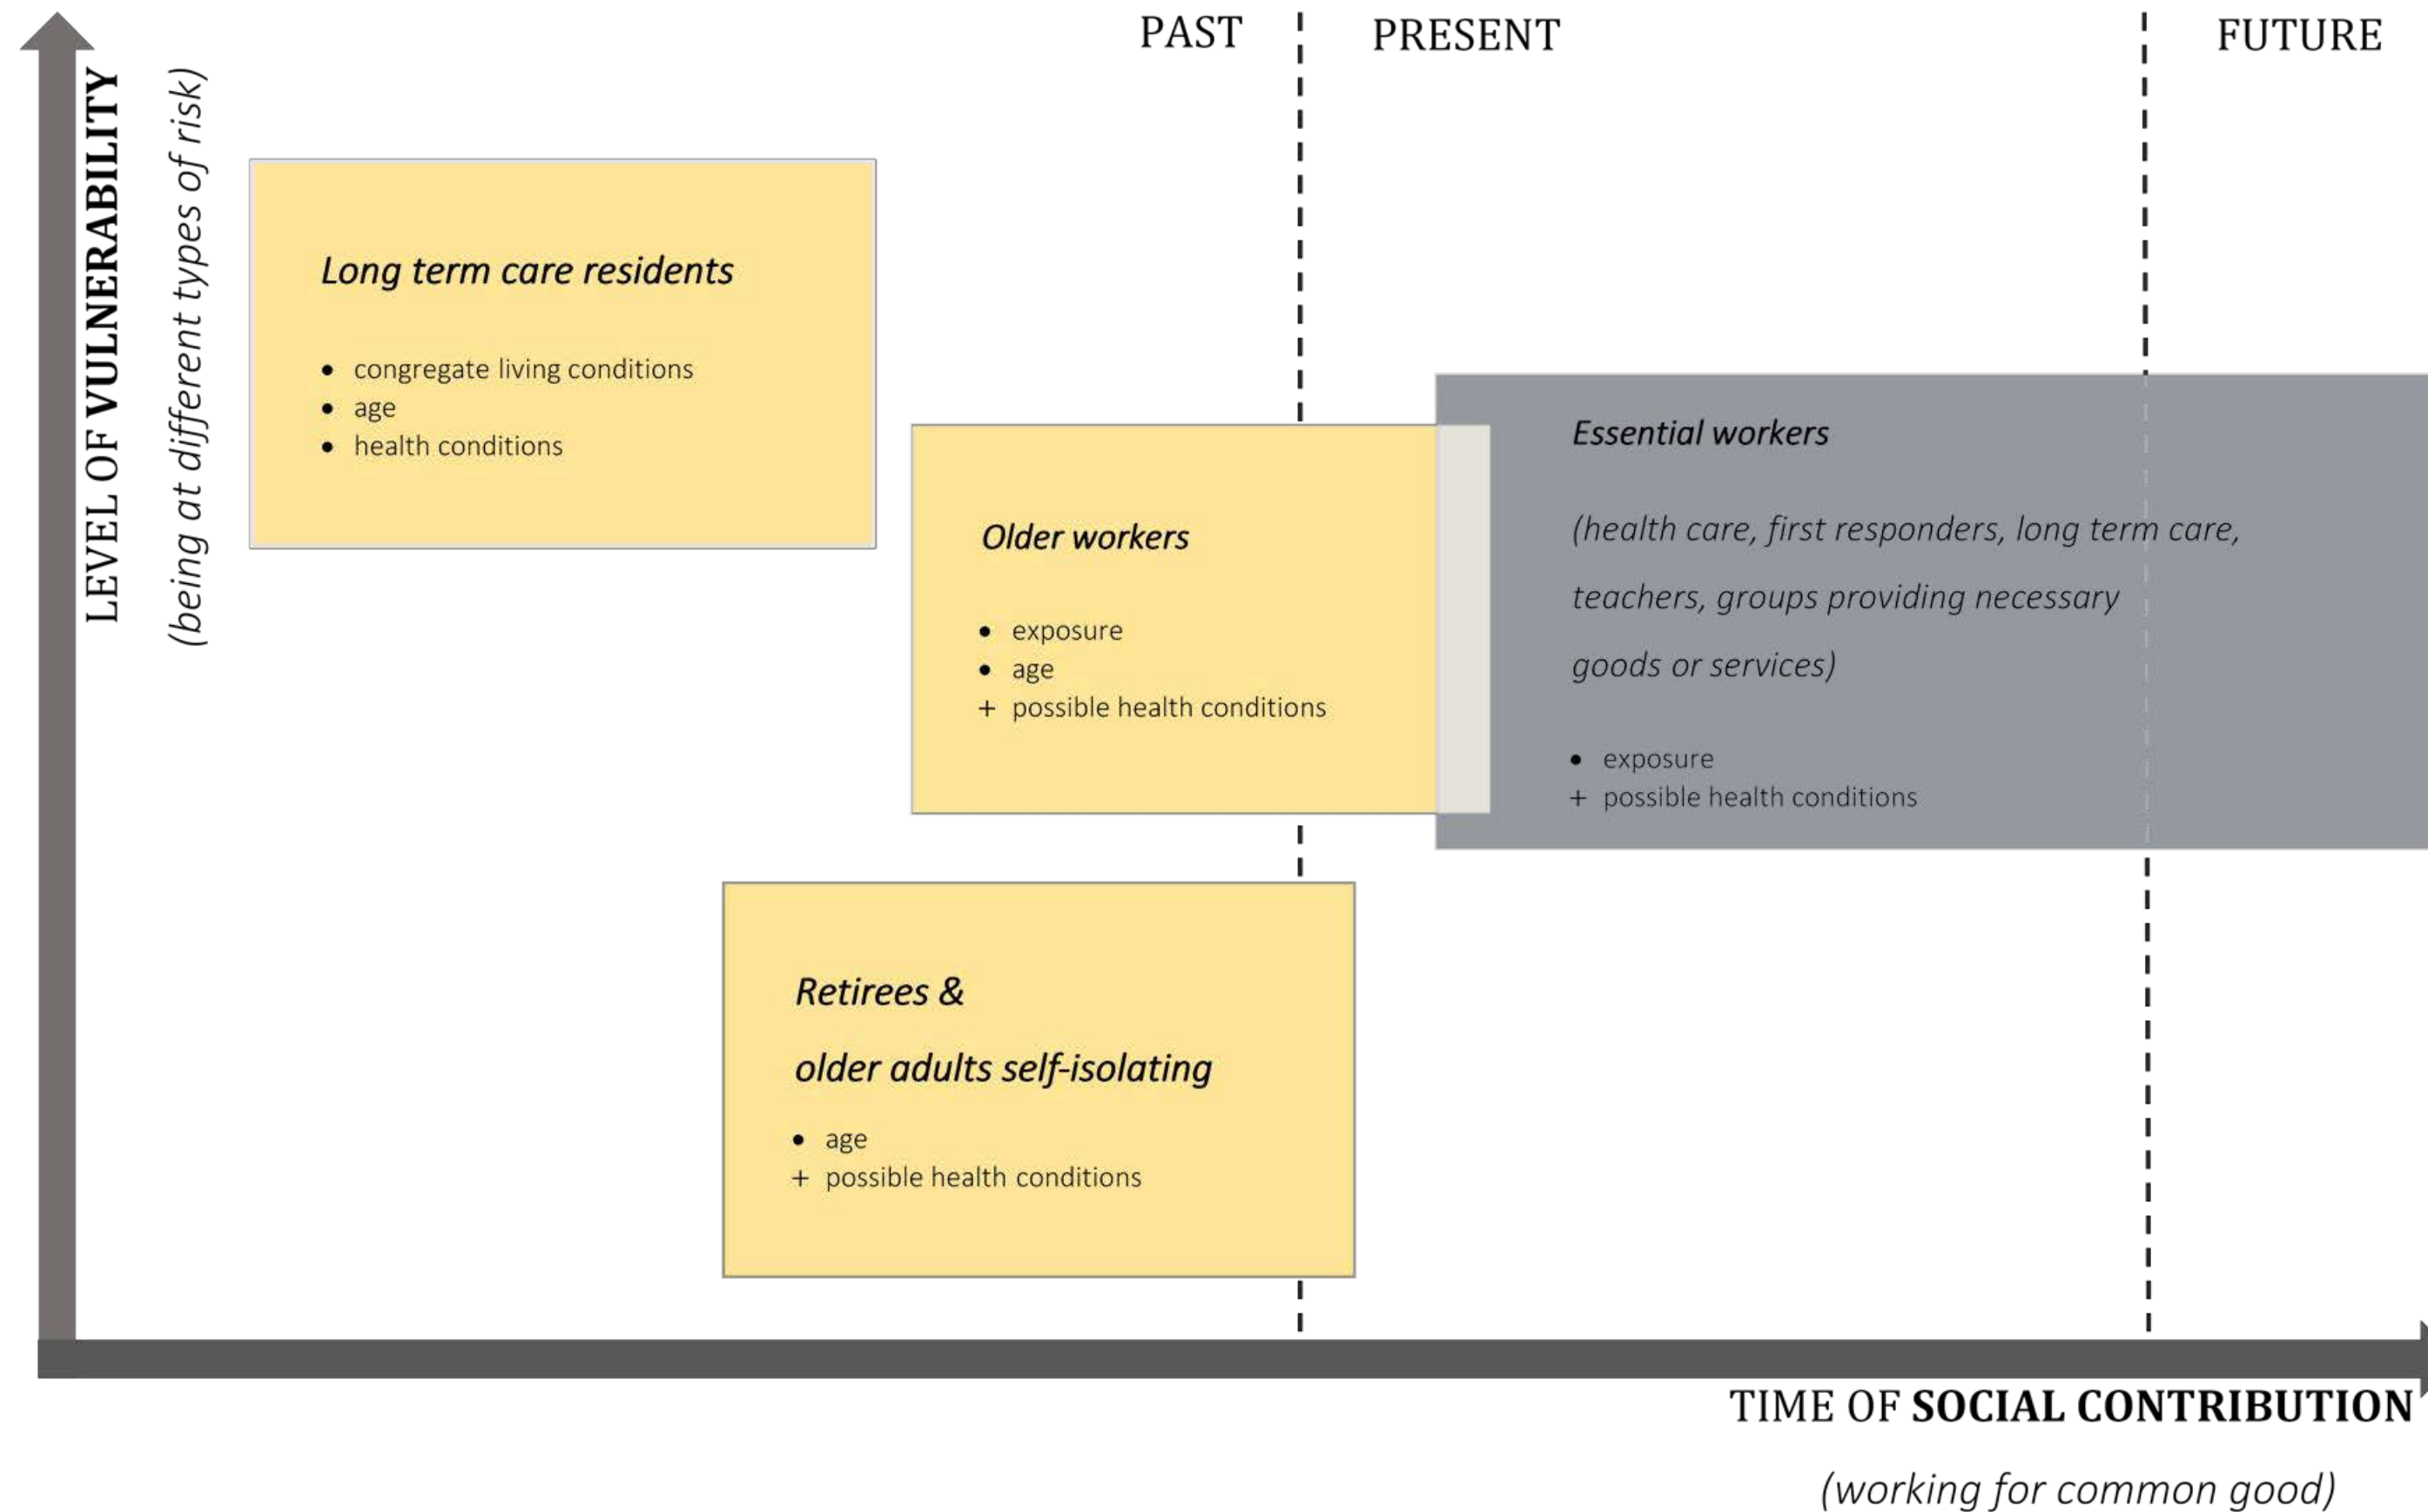 PAST
PRESENT
FUTURE
LEVEL OF VULNERABILITY
(being at different types of risk)
Long term care residents
• congregate living conditions
• age
• health conditions
Older workers
• exposure
• age
+ possible health conditions
Essential workers
(health care, first responders, long term care,
teachers, groups providing necessary
goods or services)
• exposure
+ possible health conditions
Retirees &
older adults self-isolating
• age
+ possible health conditions
TIME OF SOCIAL CONTRIBUTION
(working for common good)